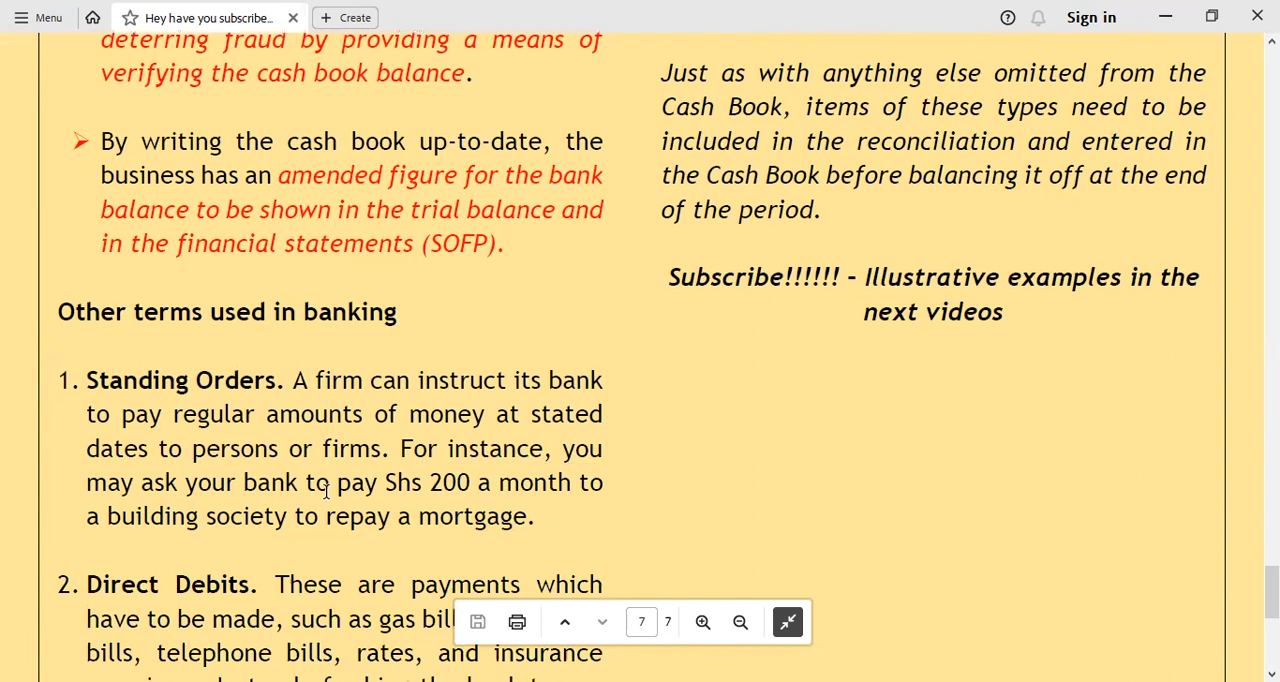 Menu
Hey have you subscribe...
Create
Sign in
deterring fraud by providing a means of
verifying the cash book balance.
By writing the cash book up-to-date, the
business has an amended figure for the bank
balance to be shown in the trial balance and
in the financial statements (SOFP).
Other terms used in banking
1. Standing Orders. A firm can instruct its bank
to pay regular amounts of money at stated
dates to persons or firms. For instance, you
may ask your bank to pay Shs 200 a month to
a building society to repay a mortgage.
2. Direct Debits. These are payments which
have to be made, such as gas bil
bills, telephone bills, rates, and insurance
Just as with anything else omitted from the
Cash Book, items of these types need to be
included in the reconciliation and entered in
the Cash Book before balancing it off at the end
of the period.
Subscribe!!!!!! - Illustrative examples in the
next videos
7 7